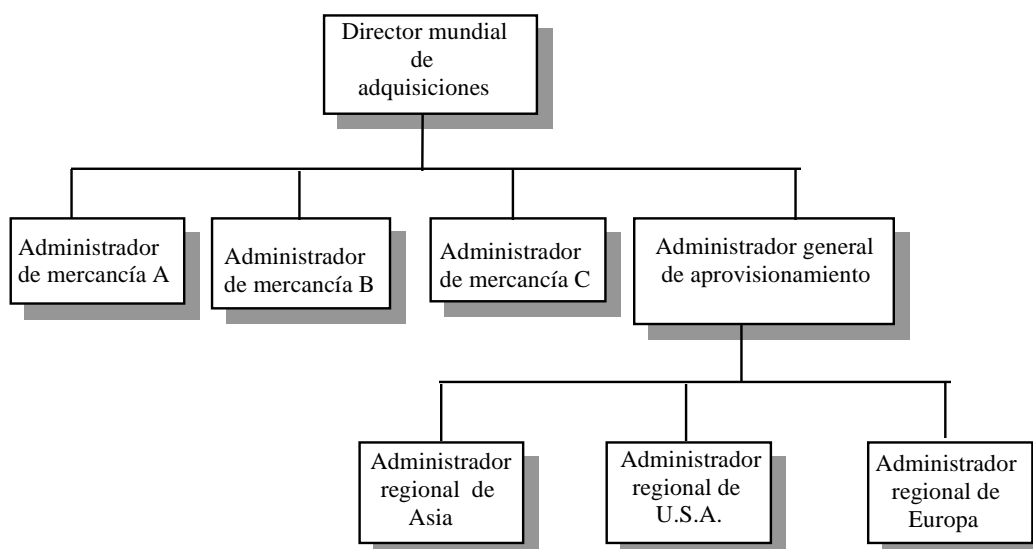 Director mundial
de
adquisiciones
Administrador
de mercancía A
Administrador
de mercancía B
Administrador
de mercancía C
Administrador general
de aprovisionamiento
Administrador
regional de
Asia
Administrador
regional de
U.S.A.
Administrador
regional de
Europa